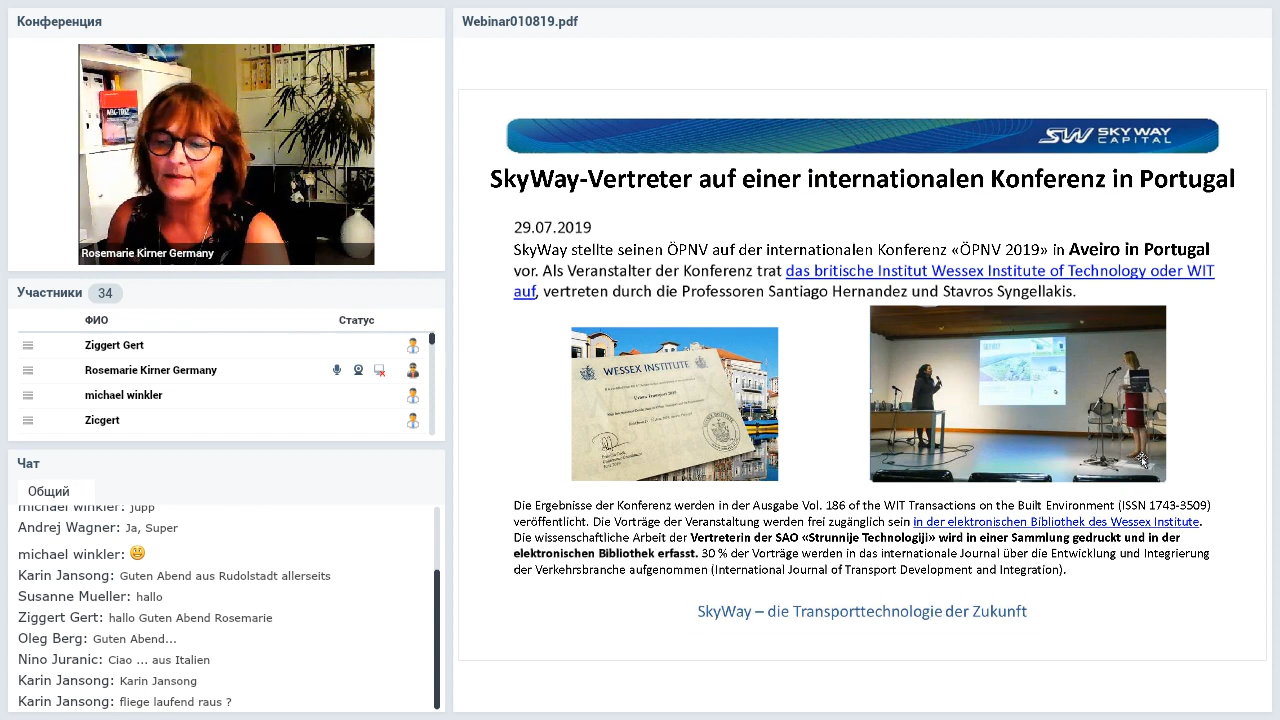 Конференция
Rosemarie Kirner Germany
Участники 34
ФИО Статус
Ziggert Gert
Rosemarie Kirner Germany
michael winkler
Zicgert
Чат
Общий
michael winkler: jupp
Andrej Wagner: Ja, Super
michael winkler:
Karin Jansong: Guten Abend aus Rudolstadt allerseits
Susanne Mueller: hallo
Ziggert Gert: hallo Guten Abend Rosemarie
Oleg Berg: Guten Abend...
Nino Juranic: Ciao ... aus Italien
Karin Jansong: Karin Jansong
Karin Jansong: fliege laufend raus ?
Webinar010819.pdf
SW SKY WAY
CAPITAL
SkyWay-Vertreter auf einer internationalen Konferenz in Portugal
29.07.2019
SkyWay stellte seinen ÖPNV auf der internationalen Konferenz «ÖPNV 2019» in Aveiro in Portugal
vor. Als Veranstalter der Konferenz trat das britische Institut Wessex Institute of Technology oder WIT
auf, vertreten durch die Professoren Santiago Hernandez und Stavros Syngellakis.
WESSEX INSTITUTE
Die Ergebnisse der Konferenz werden in der Ausgabe Vol. 186 of the WIT Transactions on the Built Environment (ISSN 1743-3509)
veröffentlicht. Die Vorträge der Veranstaltung werden frei zugänglich sein in der elektronischen Bibliothek des Wessex Institute.
Die wissenschaftliche Arbeit der Vertreterin der SAO «Strunnije Technologiji» wird in einer Sammlung gedruckt und in der
elektronischen Bibliothek erfasst. 30 % der Vorträge werden in das internationale Journal über die Entwicklung und Integrierung
der Verkehrsbranche aufgenommen (International Journal of Transport Development and Integration).
SkyWay – die Transporttechnologie der Zukunft